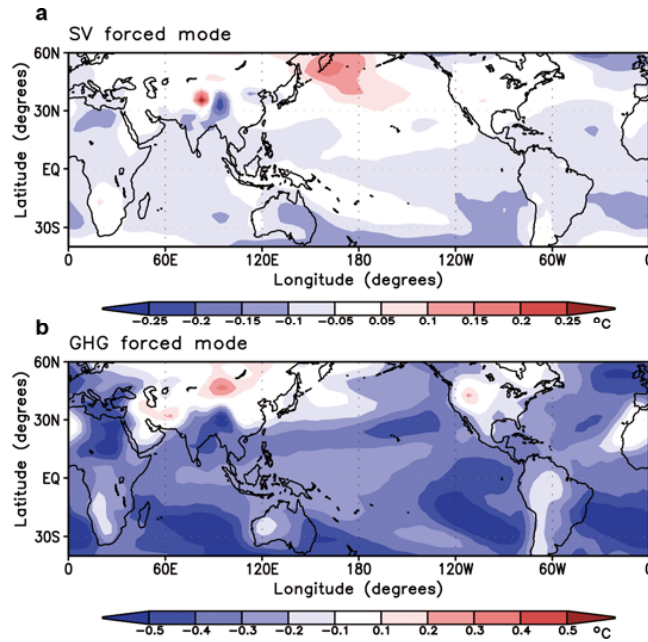 a
SV forced mode
60N
30N
EQ
30S
Latitude (degrees)
0 60E 120E 180 120W 60W 0
Longitude (degrees)
-0.25 -0.2 -0.15 -0.1 -0.05 0.05 0.1 0.15 0.2 0.25 °C
b
GHG forced mode
60N
30N
EQ
30S
Latitude (degrees)
0 60E 120E 180 120W 60W 0
Longitude (degrees)
-0.5 -0.4 -0.3 -0.2 -0.1 0.1 0.2 0.3 0.4 0.5 °C